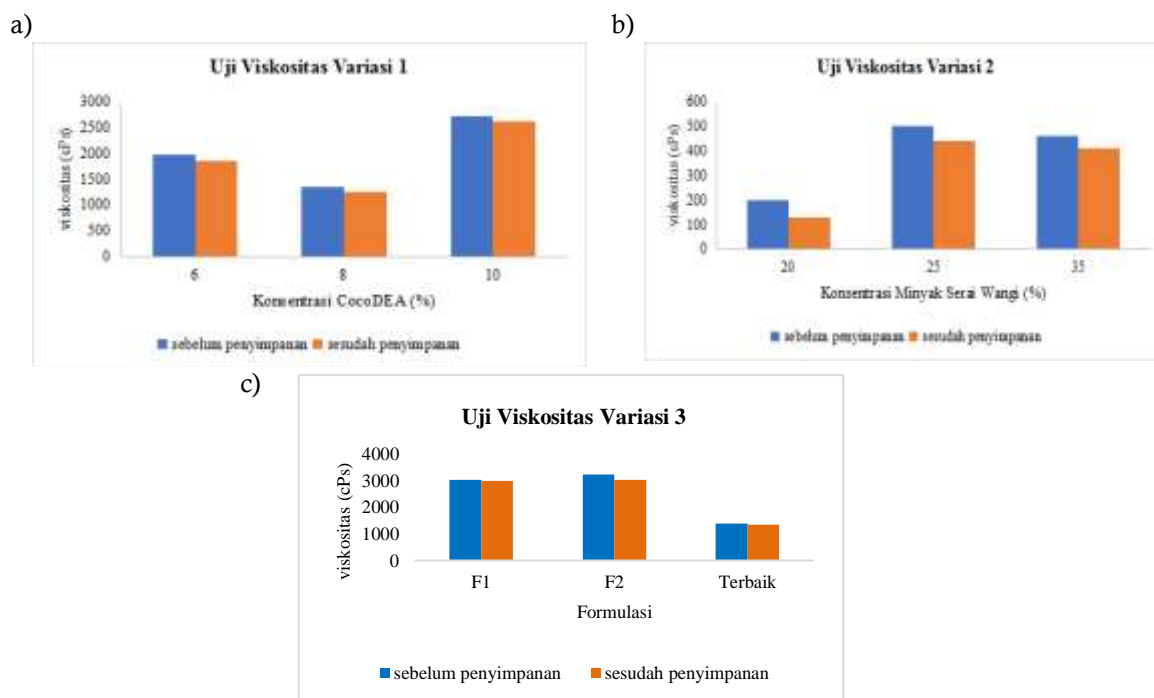 a)
Uji Viskositas Variasi 1
viskositas (cPs)
3000
2500
2000
1500
1000
500
0
6 8 10
Konsentrasi CocoDEA (%)
sebelum penyimpanan sesudah penyimpanan
b)
Uji Viskositas Variasi 2
viskositas (cPs)
600
500
400
300
200
100
0
20 25 35
Konsentrasi Minyak Serai Wangi (%)
sebelum penyimpanan sesudah penyimpanan
c)
Uji Viskositas Variasi 3
viskositas (cPs)
4000
3000
2000
1000
0
F1 F2 Terbaik
Formulasi
sebelum penyimpanan sesudah penyimpanan